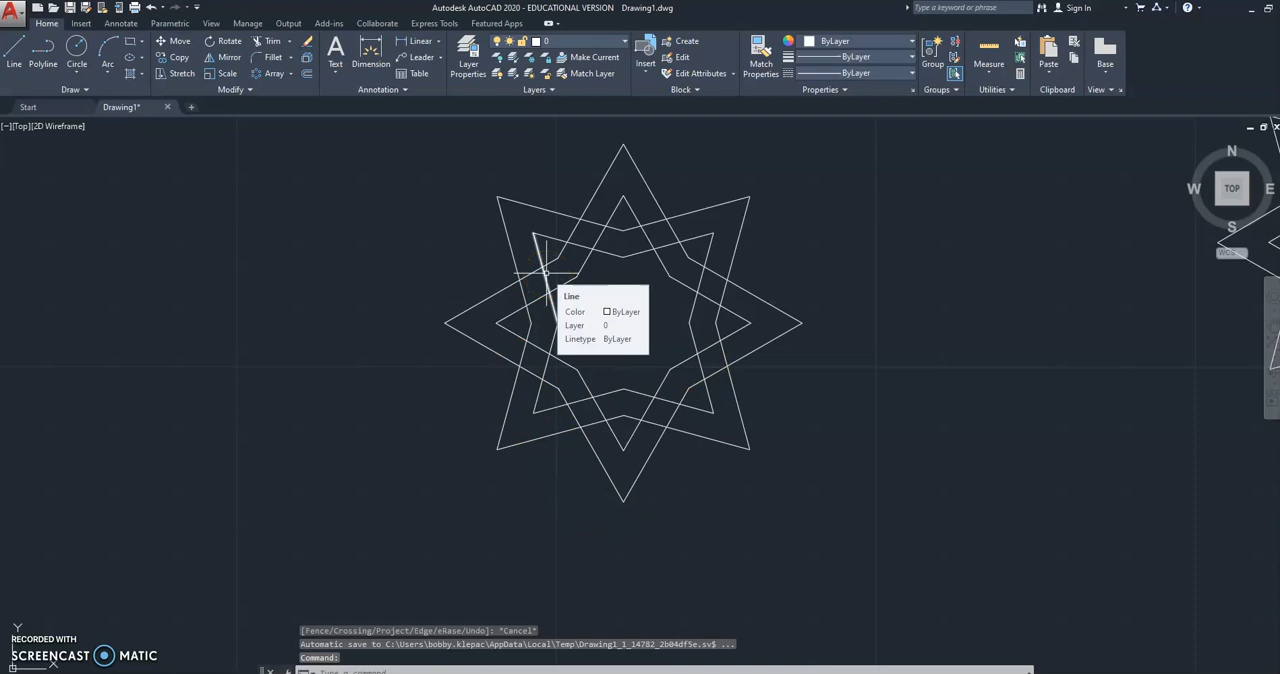 Autodesk AutoCAD 2020 - EDUCATIONAL VERSION Drawing1.dwg
Type a keyword or phrase
Sign In
Home Insert Annotate Parametric View Manage Output Add-ins Collaborate Express Tools Featured Apps
Move Rotate Trim Linear 0 Create ByLayer
Copy Mirror Fillet Leader Make Current Edit ByLayer
Stretch Scale Array Table Match Layer Edit Attributes ByLayer
Line Polyline Circle Arc Text Dimension Layer Properties Insert Match Properties Group Measure Paste Base
Draw Modify Annotation Layers Block Properties Groups Utilities Clipboard View
Start Drawing1*
[−][Top][2D Wireframe]
N
W TOP E
S
WCS
Line
Color ByLayer
Layer 0
Linetype ByLayer
Y
X
[Fence/Crossing/Project/Edge/eRase/Undo]: *Cancel*
Automatic save to C:\Users\bobby.klepac\AppData\Local\Temp\Drawing1_1_14782_2b04df5e.sv$ ...
Command:
Type a command
RECORDED WITH
SCREENCAST MATIC